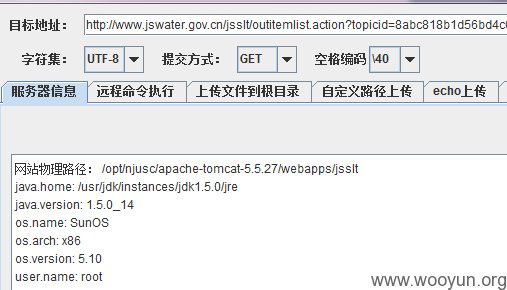 目标地址： http://www.jswater.gov.cn/jsslt/outitemlist.action?topicid=8abc818b1d56bd4c0
字符集： UTF-8 提交方式： GET 空格编码 \40
服务器信息 远程命令执行 上传文件到根目录 自定义路径上传 echo上传
网站物理路径： /opt/njusc/apache-tomcat-5.5.27/webapps/jsslt
java.home: /usr/jdk/instances/jdk1.5.0/jre
java.version: 1.5.0_14
os.name: SunOS
os.arch: x86
os.version: 5.10
user.name: root
www.wooyun.org